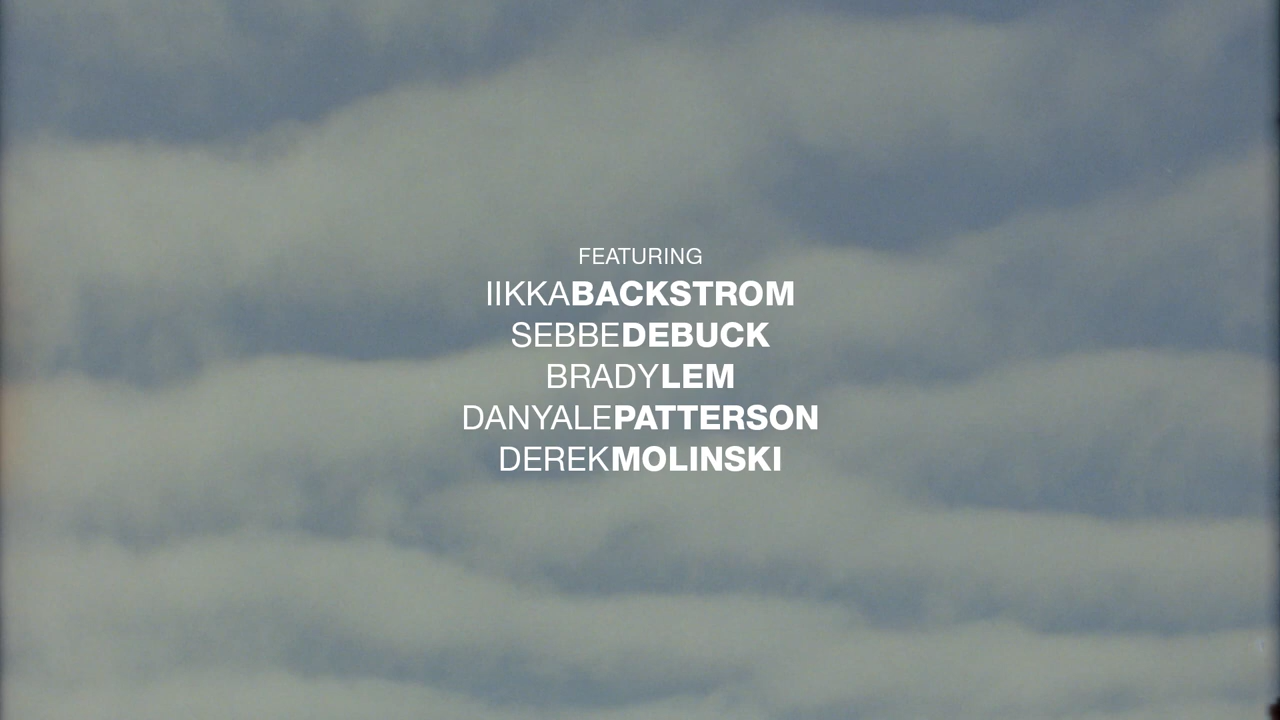 FEATURING
IIKKABACKSTROM
SEBBEDEBUCK
BRADYLEM
DANYALEPATTERSON
DEREKMOLINSKI